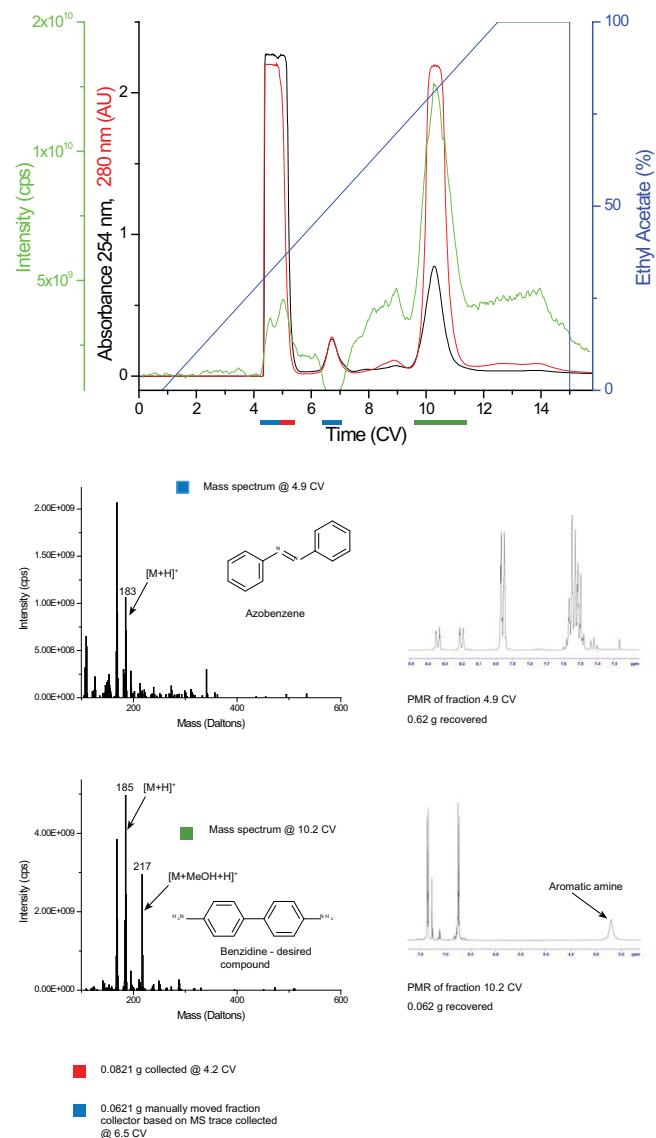 2x10¹⁰
1x10¹⁰
5x10⁹
Intensity (cps)
Absorbance 254 nm, 280 nm (AU)
2
1
0
100
50
0
Ethyl Acetate (%)
0 2 4 6 8 10 12 14
Time (CV)
Mass spectrum @ 4.9 CV
2.00E+009
1.50E+009
1.00E+009
5.00E+008
0.00E+000
Intensity (cps)
[M+H]⁺
183
N
N
Azobenzene
200 400 600
Mass (Daltons)
ppm
PMR of fraction 4.9 CV
0.62 g recovered
185
[M+H]⁺
Mass spectrum @ 10.2 CV
4.00E+009
2.00E+009
0.00E+000
Intensity (cps)
217
[M+MeOH+H]⁺
H₂N
NH₂
Benzidine - desired
compound
200 400 600
Mass (Daltons)
Aromatic amine
ppm
PMR of fraction 10.2 CV
0.062 g recovered
0.0821 g collected @ 4.2 CV
0.0621 g manually moved fraction
collector based on MS trace collected
@ 6.5 CV